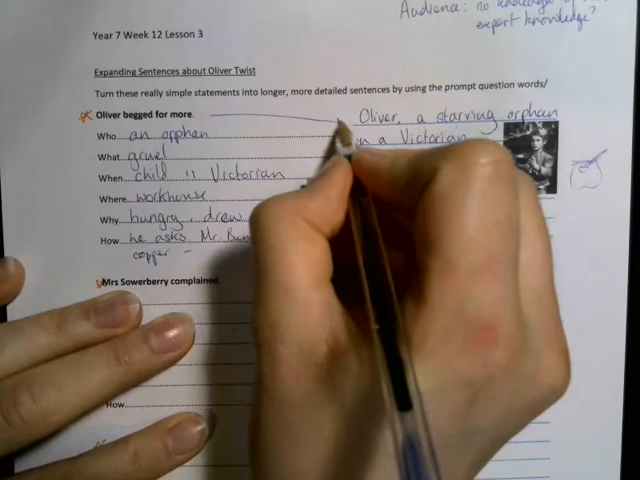 Audience: no knowledge of
expert knowledge?
Year 7 Week 12 Lesson 3
Expanding Sentences about Oliver Twist
Turn these really simple statements into longer, more detailed sentences by using the prompt question words/
Oliver begged for more.
Oliver, a starving orphan
in a Victorian
Who an orphan
What gruel
When child " Victorian
Where workhouse
Why hungry, drew
How he asks Mr. Bum
copper -
Mrs Sowerberry complained.
How